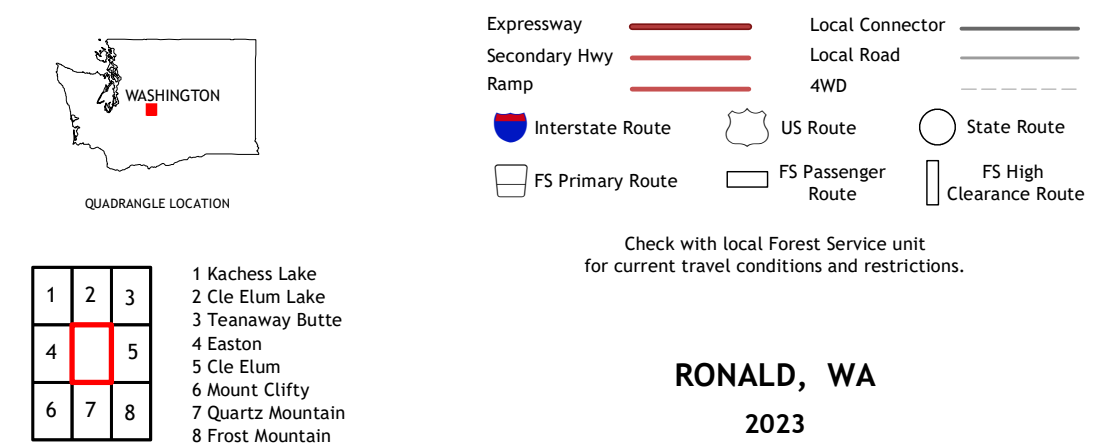 WASHINGTON
QUADRANGLE LOCATION
Expressway
Secondary Hwy
Ramp
Local Connector
Local Road
4WD
Interstate Route
US Route
State Route
FS Primary Route
FS Passenger
Route
FS High
Clearance Route
Check with local Forest Service unit
for current travel conditions and restrictions.
1 2 3
4 5
6 7 8
1 Kachess Lake
2 Cle Elum Lake
3 Teanaway Butte
4 Easton
5 Cle Elum
6 Mount Clifty
7 Quartz Mountain
8 Frost Mountain
RONALD, WA
2023